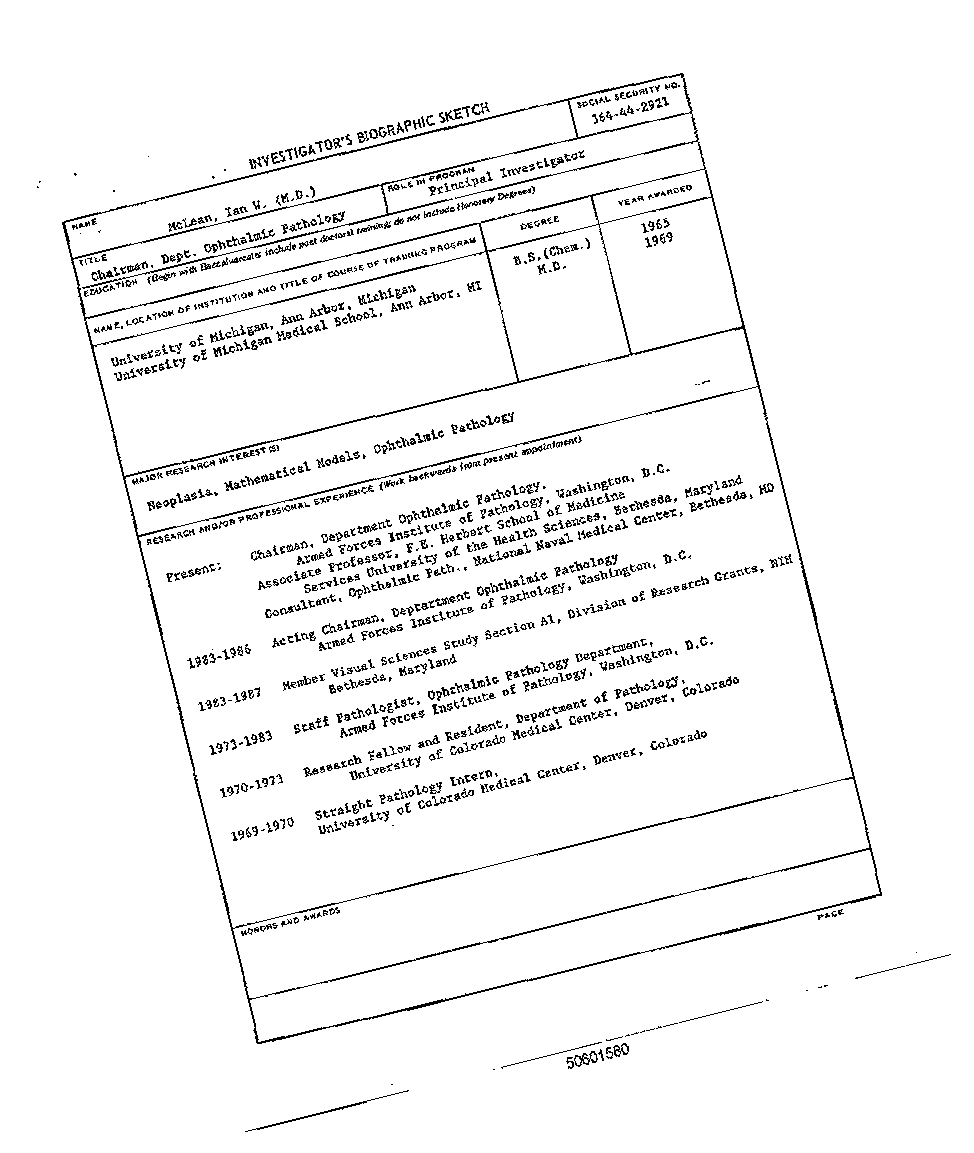 INVESTIGATOR'S BIOGRAPHIC SKETCH
SOCIAL SECURITY NO.
NAME
McLean, Ian W. (M.D.)
ROLE IN PROGRAM
Principal Investigator
TITLE
Chairman, Dept. Ophthalmic Pathology
EDUCATION (Begin with Baccalaureate; include post doctoral training; do not include Honorary Degrees)
NAME, LOCATION OF INSTITUTION AND TITLE OF COURSE OF TRAINING PROGRAM
DEGREE
YEAR AWARDED
University of Michigan, Ann Arbor, Michigan B.S.(Chem.) 1965
University of Michigan Medical School, Ann Arbor, MI M.D. 1969
MAJOR RESEARCH INTEREST(S)
Neoplasia, Mathematical Models, Ophthalmic Pathology
RESEARCH AND/OR PROFESSIONAL EXPERIENCE (Work backwards from present appointment)
Present: Chairman, Department Ophthalmic Pathology,
Armed Forces Institute of Pathology, Washington, D.C.
Associate Professor, F.E. Herbert School of Medicine
Services University of the Health Sciences, Bethesda, Maryland
Consultant, Ophthalmic Path., National Naval Medical Center, Bethesda, MD
1983-1986 Acting Chairman, Deptartment Ophthalmic Pathology
Armed Forces Institute of Pathology, Washington, D.C.
1983-1987 Member Visual Sciences Study Section A1, Division of Research Grants, NIH
Bethesda, Maryland
1973-1983 Staff Pathologist, Ophthalmic Pathology Department,
Armed Forces Institute of Pathology, Washington, D.C.
1970-1973 Research Fellow and Resident, Department of Pathology,
University of Colorado Medical Center, Denver, Colorado
1969-1970 Straight Pathology Intern,
University of Colorado Medical Center, Denver, Colorado
HONORS AND AWARDS
PAGE
50601580